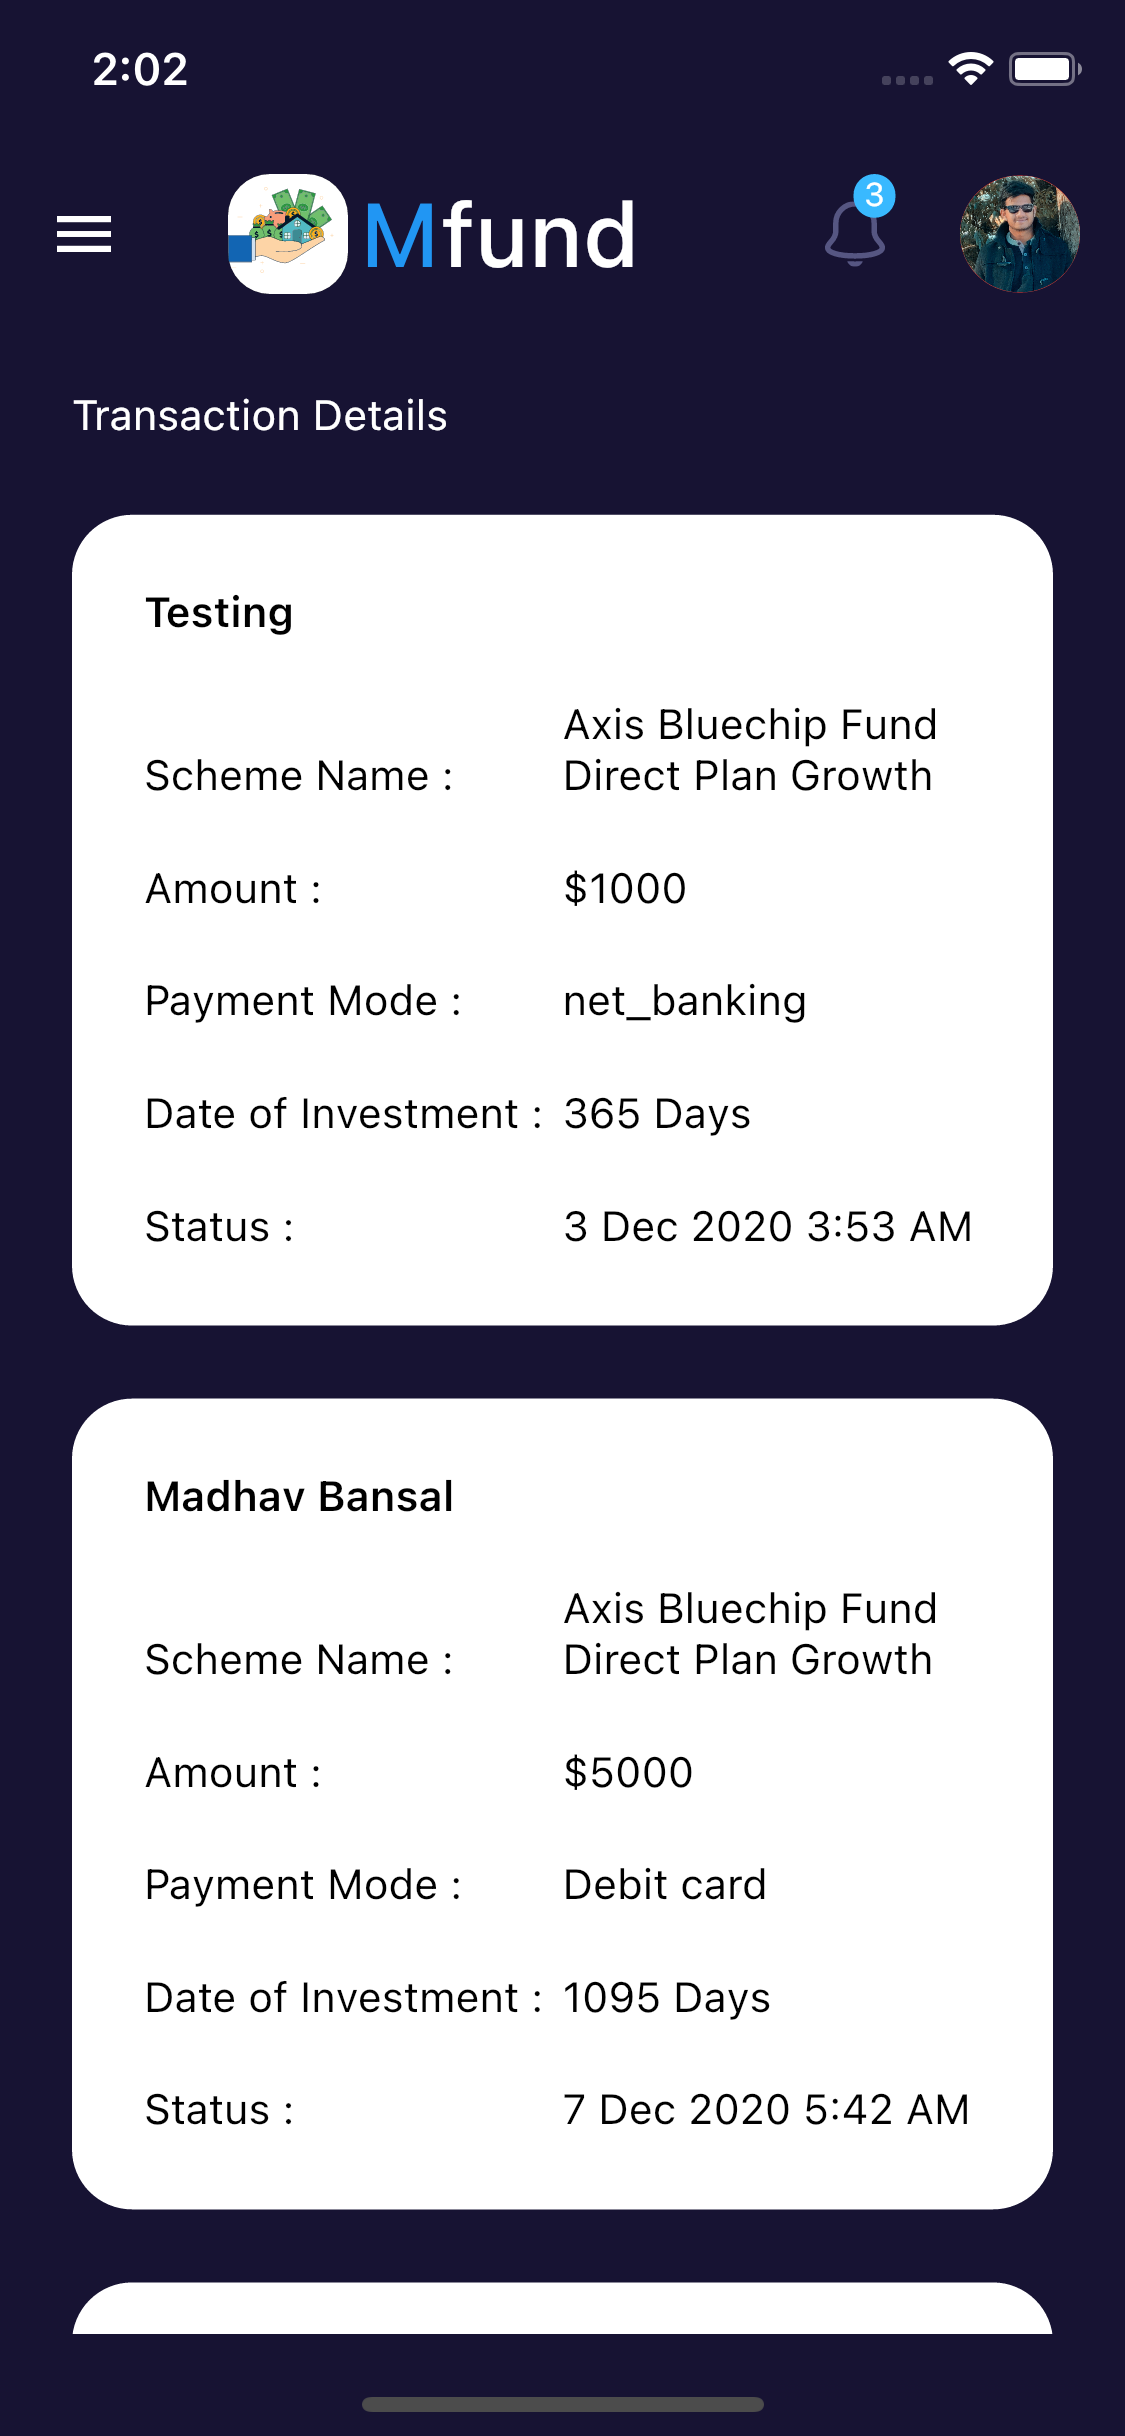 2:02
Mfund
3
Transaction Details
Testing
Axis Bluechip Fund
Scheme Name : Direct Plan Growth
Amount : $1000
Payment Mode : net_banking
Date of Investment : 365 Days
Status : 3 Dec 2020 3:53 AM
Madhav Bansal
Axis Bluechip Fund
Scheme Name : Direct Plan Growth
Amount : $5000
Payment Mode : Debit card
Date of Investment : 1095 Days
Status : 7 Dec 2020 5:42 AM